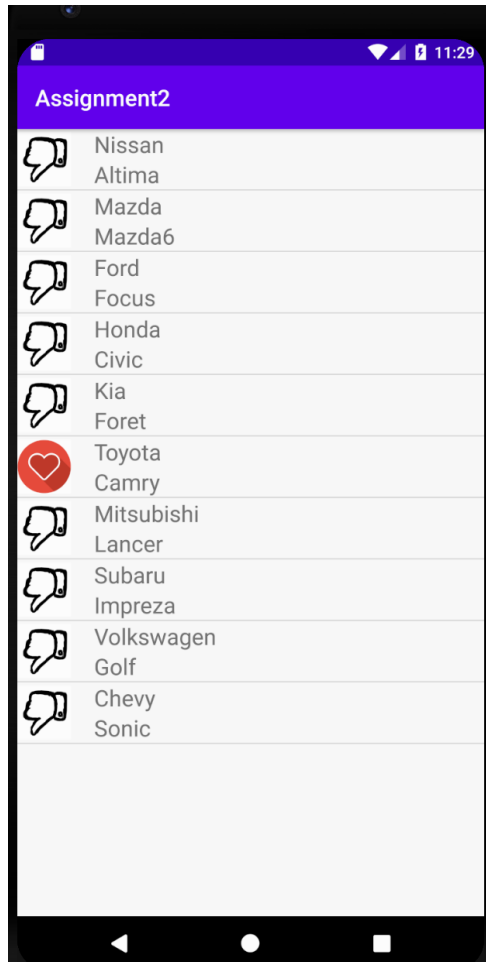 11:29
Assignment2
Nissan
Altima
Mazda
Mazda6
Ford
Focus
Honda
Civic
Kia
Foret
Toyota
Camry
Mitsubishi
Lancer
Subaru
Impreza
Volkswagen
Golf
Chevy
Sonic